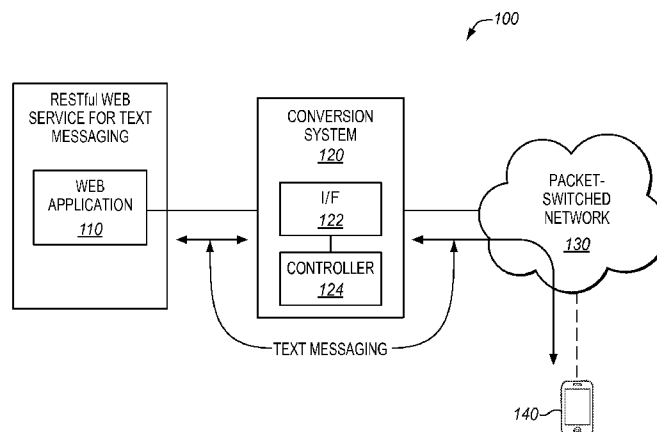 100
RESTful WEB
SERVICE FOR TEXT
MESSAGING
WEB
APPLICATION
110
CONVERSION
SYSTEM
120
I/F
122
CONTROLLER
124
PACKET-
SWITCHED
NETWORK
130
TEXT MESSAGING
140